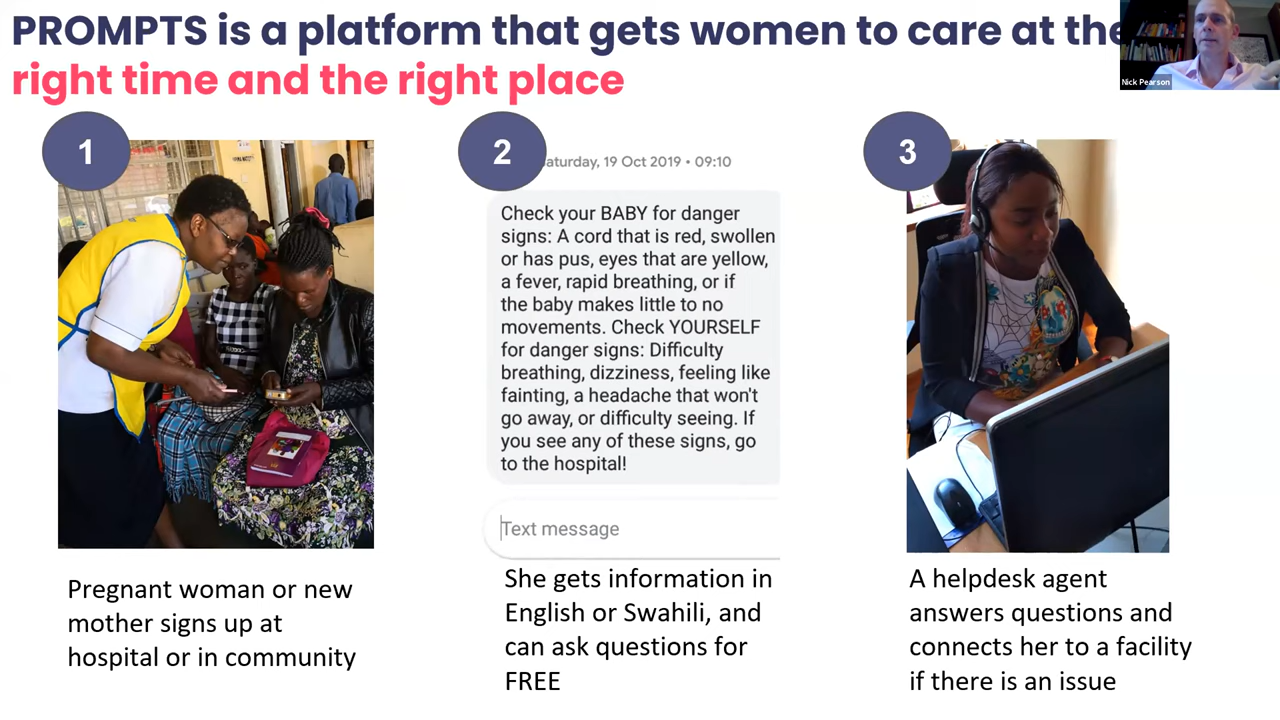 PROMPTS is a platform that gets women to care at the
right time and the right place
Nick Pearson
1
2
3
aturday, 19 Oct 2019 • 09:10
Check your BABY for danger
signs: A cord that is red, swollen
or has pus, eyes that are yellow,
a fever, rapid breathing, or if
the baby makes little to no
movements. Check YOURSELF
for danger signs: Difficulty
breathing, dizziness, feeling like
fainting, a headache that won't
go away, or difficulty seeing. If
you see any of these signs, go
to the hospital!
Text message
Pregnant woman or new
mother signs up at
hospital or in community
She gets information in
English or Swahili, and
can ask questions for
FREE
A helpdesk agent
answers questions and
connects her to a facility
if there is an issue